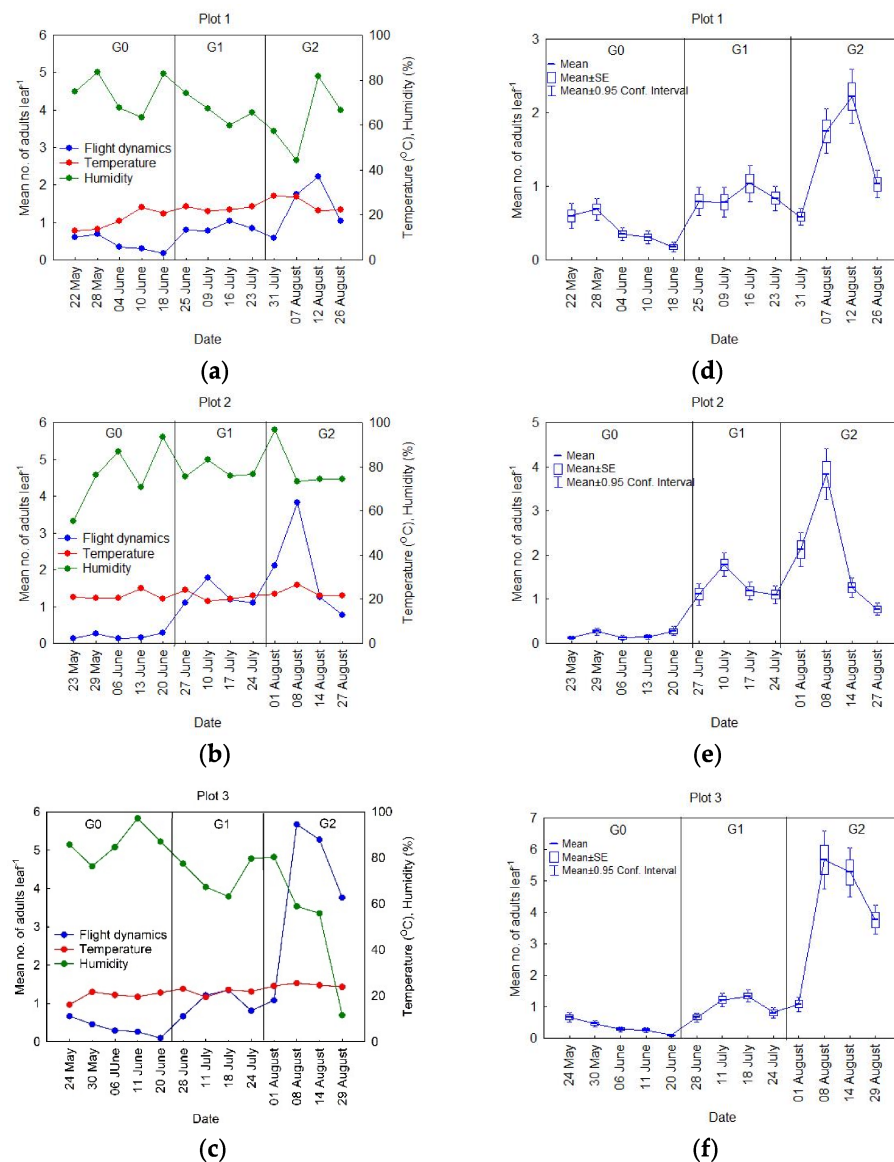 Plot 1
G0 G1 G2
Mean no. of adults leaf⁻¹
6
5
4
3
2
1
0
Flight dynamics
Temperature
Humidity
100
80
60
40
20
0
Temperature (°C), Humidity (%)
22 May
28 May
04 June
10 June
18 June
25 June
09 July
16 July
23 July
31 July
07 August
12 August
26 August
Date
(a)
Plot 1
G0 G1 G2
Mean no. of adults leaf⁻¹
3
2
1
0
Mean
Mean±SE
Mean±0.95 Conf. Interval
22 May
28 May
04 June
10 June
18 June
25 June
09 July
16 July
23 July
31 July
07 August
12 August
26 August
Date
(d)
Plot 2
G0 G1 G2
Mean no. of adults leaf⁻¹
6
5
4
3
2
1
0
Flight dynamics
Temperature
Humidity
100
80
60
40
20
0
Temperature (°C), Humidity (%)
23 May
29 May
06 June
13 June
20 June
27 June
10 July
17 July
24 July
01 August
08 August
14 August
27 August
Date
(b)
Plot 2
G0 G1 G2
Mean no. of adults leaf⁻¹
5
4
3
2
1
0
Mean
Mean±SE
Mean±0.95 Conf. Interval
23 May
29 May
06 June
13 June
20 June
27 June
10 July
17 July
24 July
01 August
08 August
14 August
27 August
Date
(e)
Plot 3
G0 G1 G2
Mean no. of adults leaf⁻¹
6
5
4
3
2
1
0
Flight dynamics
Temperature
Humidity
100
80
60
40
20
0
Temperature (°C), Humidity (%)
24 May
30 May
06 JUne
11 June
20 June
28 June
11 July
18 July
24 July
01 August
08 August
14 August
29 August
Date
(c)
Plot 3
G0 G1 G2
Mean no. of adults leaf⁻¹
7
6
5
4
3
2
1
0
Mean
Mean±SE
Mean±0.95 Conf. Interval
24 May
30 May
06 June
11 June
20 June
28 June
11 July
18 July
24 July
01 August
08 August
14 August
29 August
Date
(f)